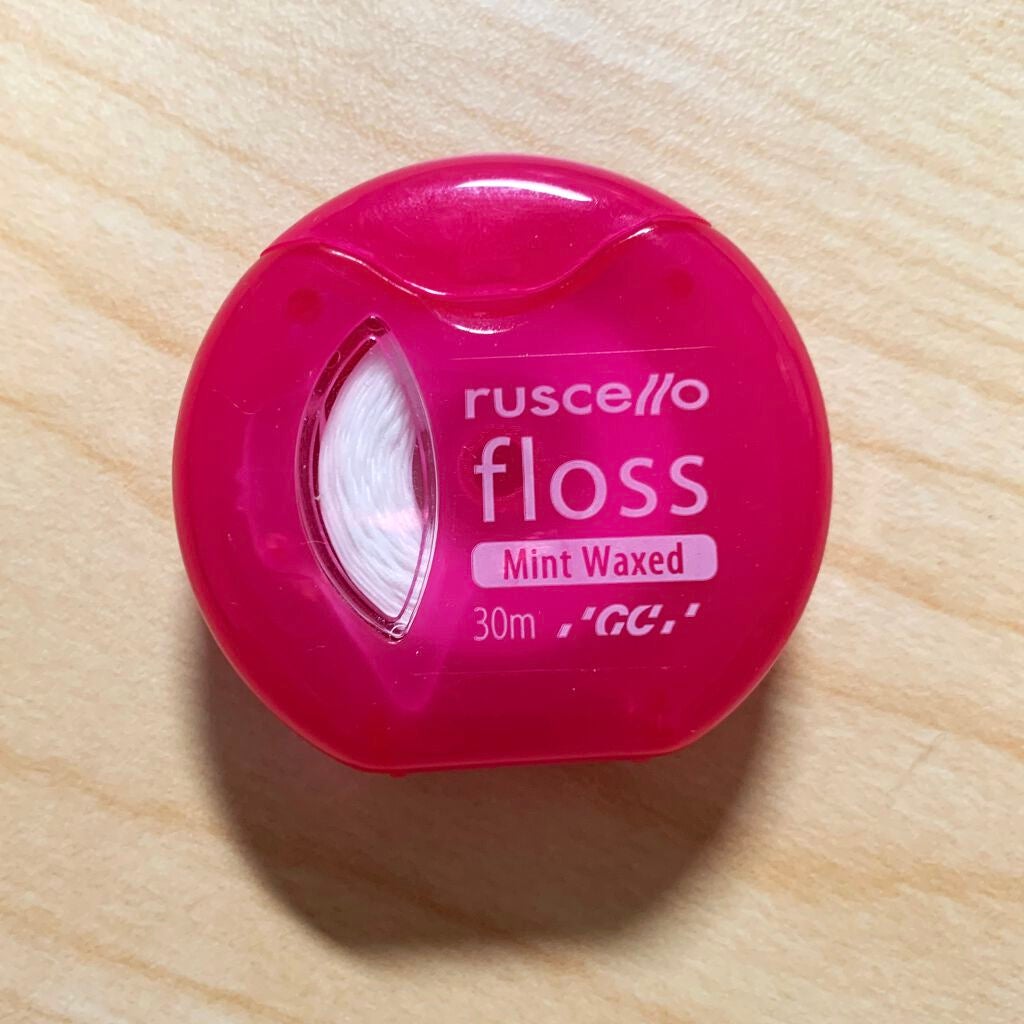 ruscello
floss
Mint Waxed
30m 'GC'